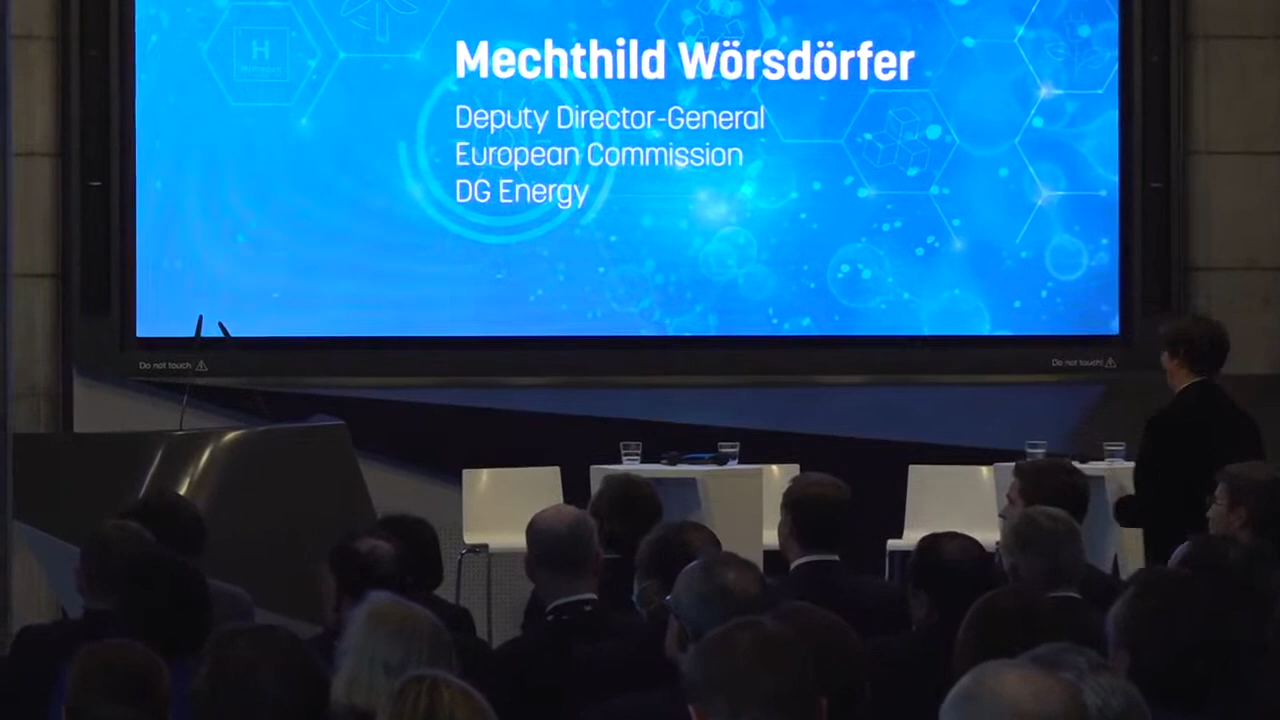 H
Mechthild Wörsdörfer
Deputy Director-General
European Commission
DG Energy
Do not touch!
Do not touch!